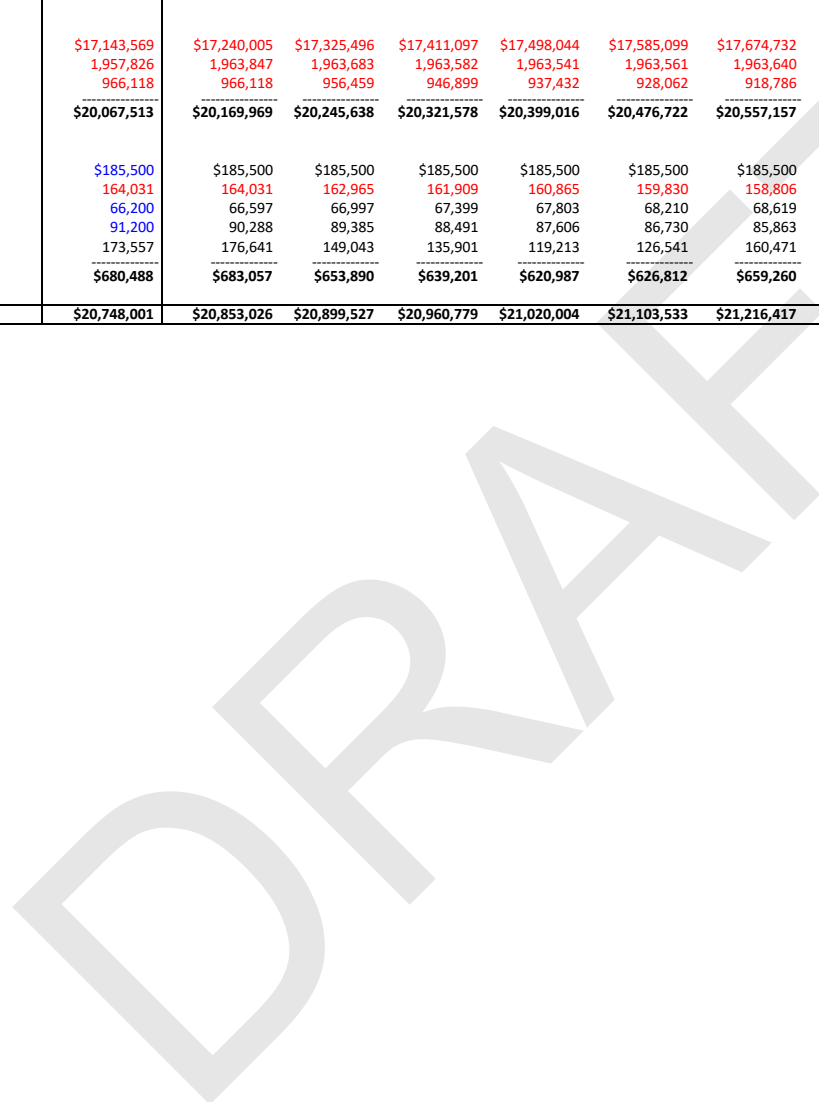 $17,143,569 $17,240,005 $17,325,496 $17,411,097 $17,498,044 $17,585,099 $17,674,732
1,957,826 1,963,847 1,963,683 1,963,582 1,963,541 1,963,561 1,963,640
966,118 966,118 956,459 946,899 937,432 928,062 918,786
---------------- ---------------- ---------------- ---------------- ---------------- ---------------- ----------------
$20,067,513 $20,169,969 $20,245,638 $20,321,578 $20,399,016 $20,476,722 $20,557,157
$185,500 $185,500 $185,500 $185,500 $185,500 $185,500 $185,500
164,031 164,031 162,965 161,909 160,865 159,830 158,806
66,200 66,597 66,997 67,399 67,803 68,210 68,619
91,200 90,288 89,385 88,491 87,606 86,730 85,863
173,557 176,641 149,043 135,901 119,213 126,541 160,471
-------------- -------------- -------------- -------------- -------------- -------------- --------------
$680,488 $683,057 $653,890 $639,201 $620,987 $626,812 $659,260
$20,748,001 $20,853,026 $20,899,527 $20,960,779 $21,020,004 $21,103,533 $21,216,417
DRAF